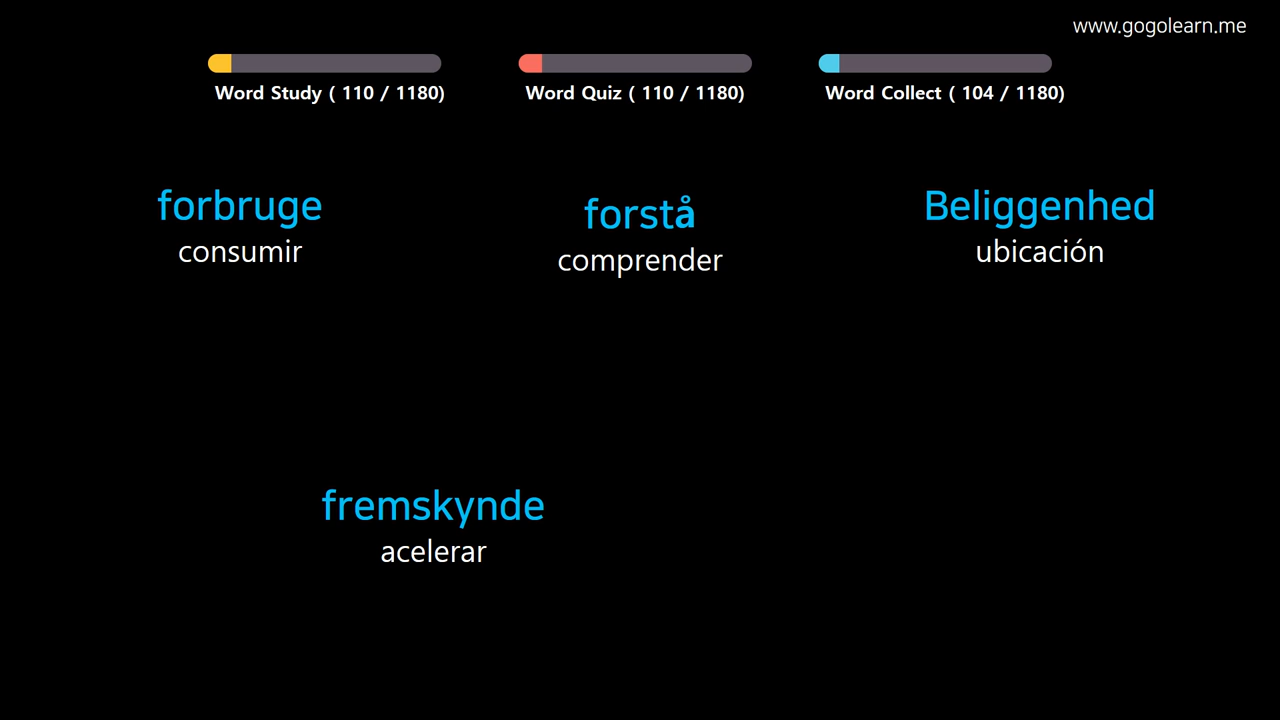 www.gogolearn.me
Word Study ( 110 / 1180)
Word Quiz ( 110 / 1180)
Word Collect ( 104 / 1180)
forbruge
consumir
forstå
comprender
Beliggenhed
ubicación
fremskynde
acelerar